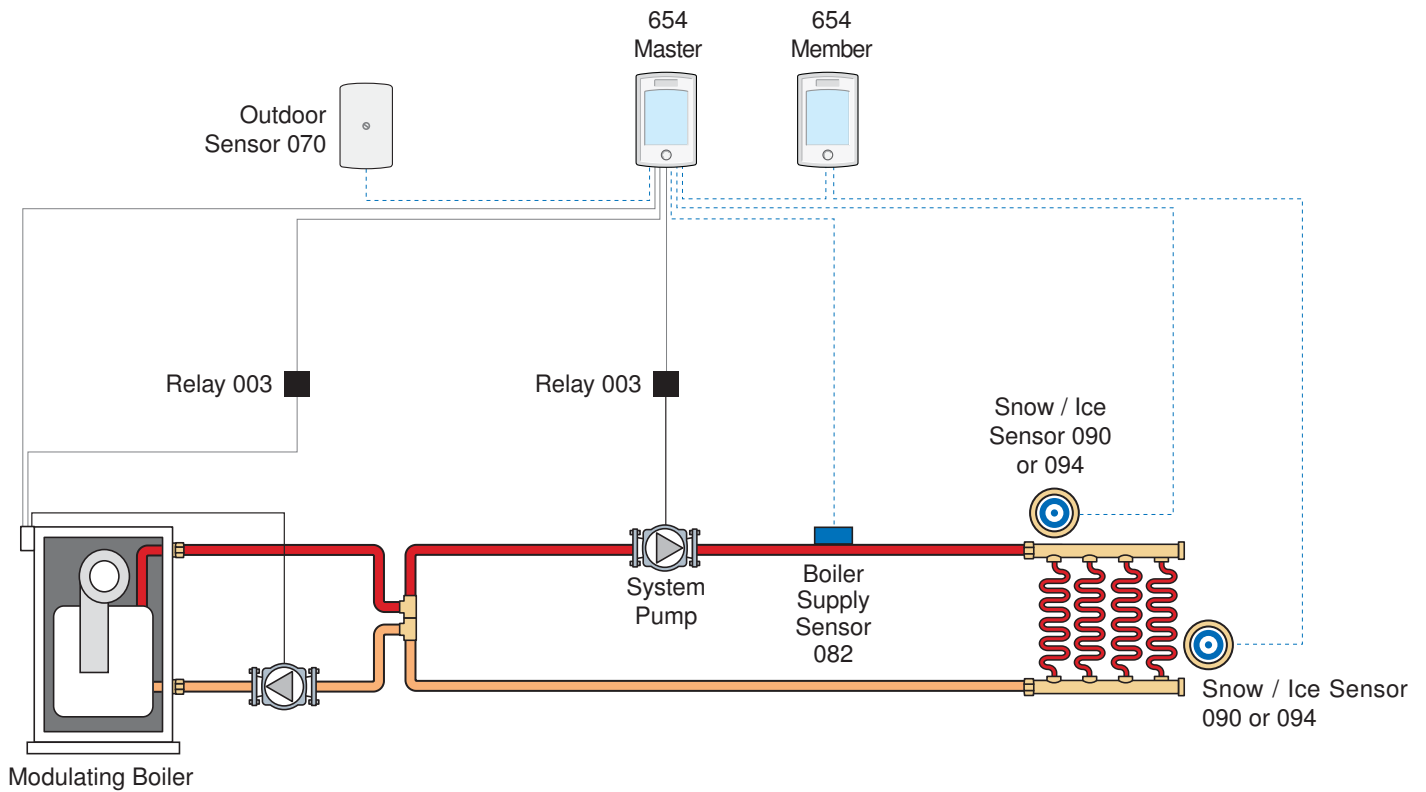 654
Master
654
Member
Outdoor
Sensor 070
Relay 003
Relay 003
Snow / Ice
Sensor 090
or 094
System
Pump
Boiler
Supply
Sensor
082
Snow / Ice Sensor
090 or 094
Modulating Boiler